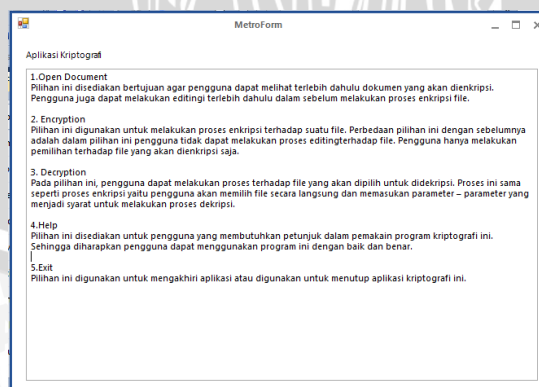 MetroForm
Aplikasi Kriptografi
1.Open Document
Pilihan ini disediakan bertujuan agar pengguna dapat melihat terlebih dahulu dokumen yang akan dienkripsi.
Pengguna juga dapat melakukan editingi terlebih dahulu dalam sebelum melakukan proses enkripsi file.
2. Encryption
Pilihan ini digunakan untuk melakukan proses enkripsi terhadap suatu file. Perbedaan pilihan ini dengan sebelumnya
adalah dalam pilihan ini pengguna tidak dapat melakukan proses editingterhadap file. Pengguna hanya melakukan
pemilihan terhadap file yang akan dienkripsi saja.
3. Decryption
Pada pilihan ini, pengguna dapat melakukan proses terhadap file yang akan dipilih untuk didekripsi. Proses ini sama
seperti proses enkripsi yaitu pengguna akan memilih file secara langsung dan memasukan parameter – parameter yang
menjadi syarat untuk melakukan proses dekripsi.
4.Help
Pilihan ini disediakan untuk pengguna yang membutuhkan petunjuk dalam pemakain program kriptografi ini.
Sehingga diharapkan pengguna dapat menggunakan program ini dengan baik dan benar.
5.Exit
Pilihan ini digunakan untuk mengakhiri aplikasi atau digunakan untuk menutup aplikasi kriptografi ini.